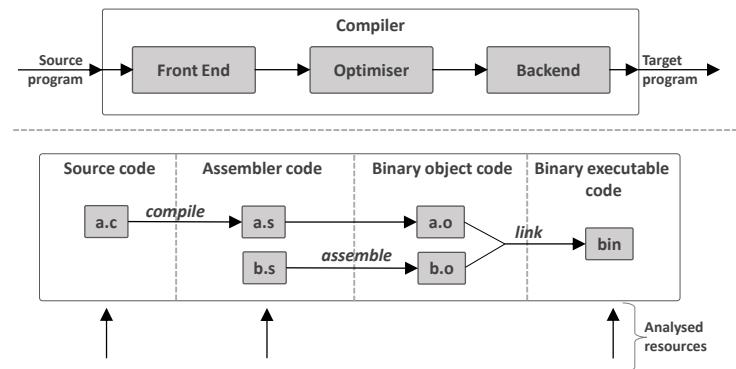 Compiler
Source
program
Front End
Optimiser
Backend
Target
program
Source code
Assembler code
Binary object code
Binary executable
code
a.c
compile
a.s
a.o
link
bin
b.s
assemble
b.o
Analysed
resources